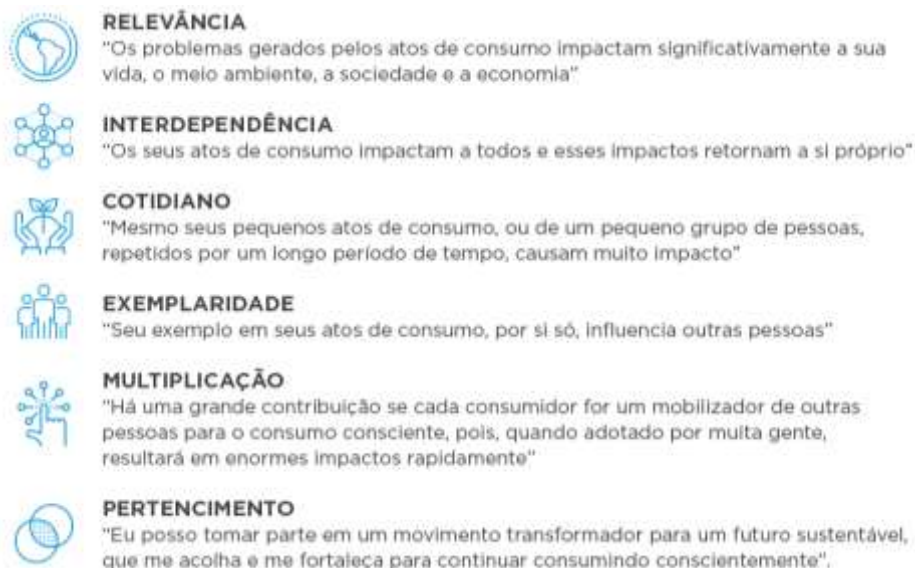 RELEVÂNCIA
"Os problemas gerados pelos atos de consumo impactam significativamente a sua
vida, o meio ambiente, a sociedade e a economia"
INTERDEPENDÊNCIA
"Os seus atos de consumo impactam a todos e esses impactos retornam a si próprio"
COTIDIANO
"Mesmo seus pequenos atos de consumo, ou de um pequeno grupo de pessoas,
repetidos por um longo período de tempo, causam muito impacto"
EXEMPLARIDADE
"Seu exemplo em seus atos de consumo, por si só, influencia outras pessoas"
MULTIPLICAÇÃO
"Há uma grande contribuição se cada consumidor for um mobilizador de outras
pessoas para o consumo consciente, pois, quando adotado por muita gente,
resultará em enormes impactos rapidamente"
PERTENCIMENTO
"Eu posso tomar parte em um movimento transformador para um futuro sustentável,
que me acolha e me fortaleça para continuar consumindo conscientemente".